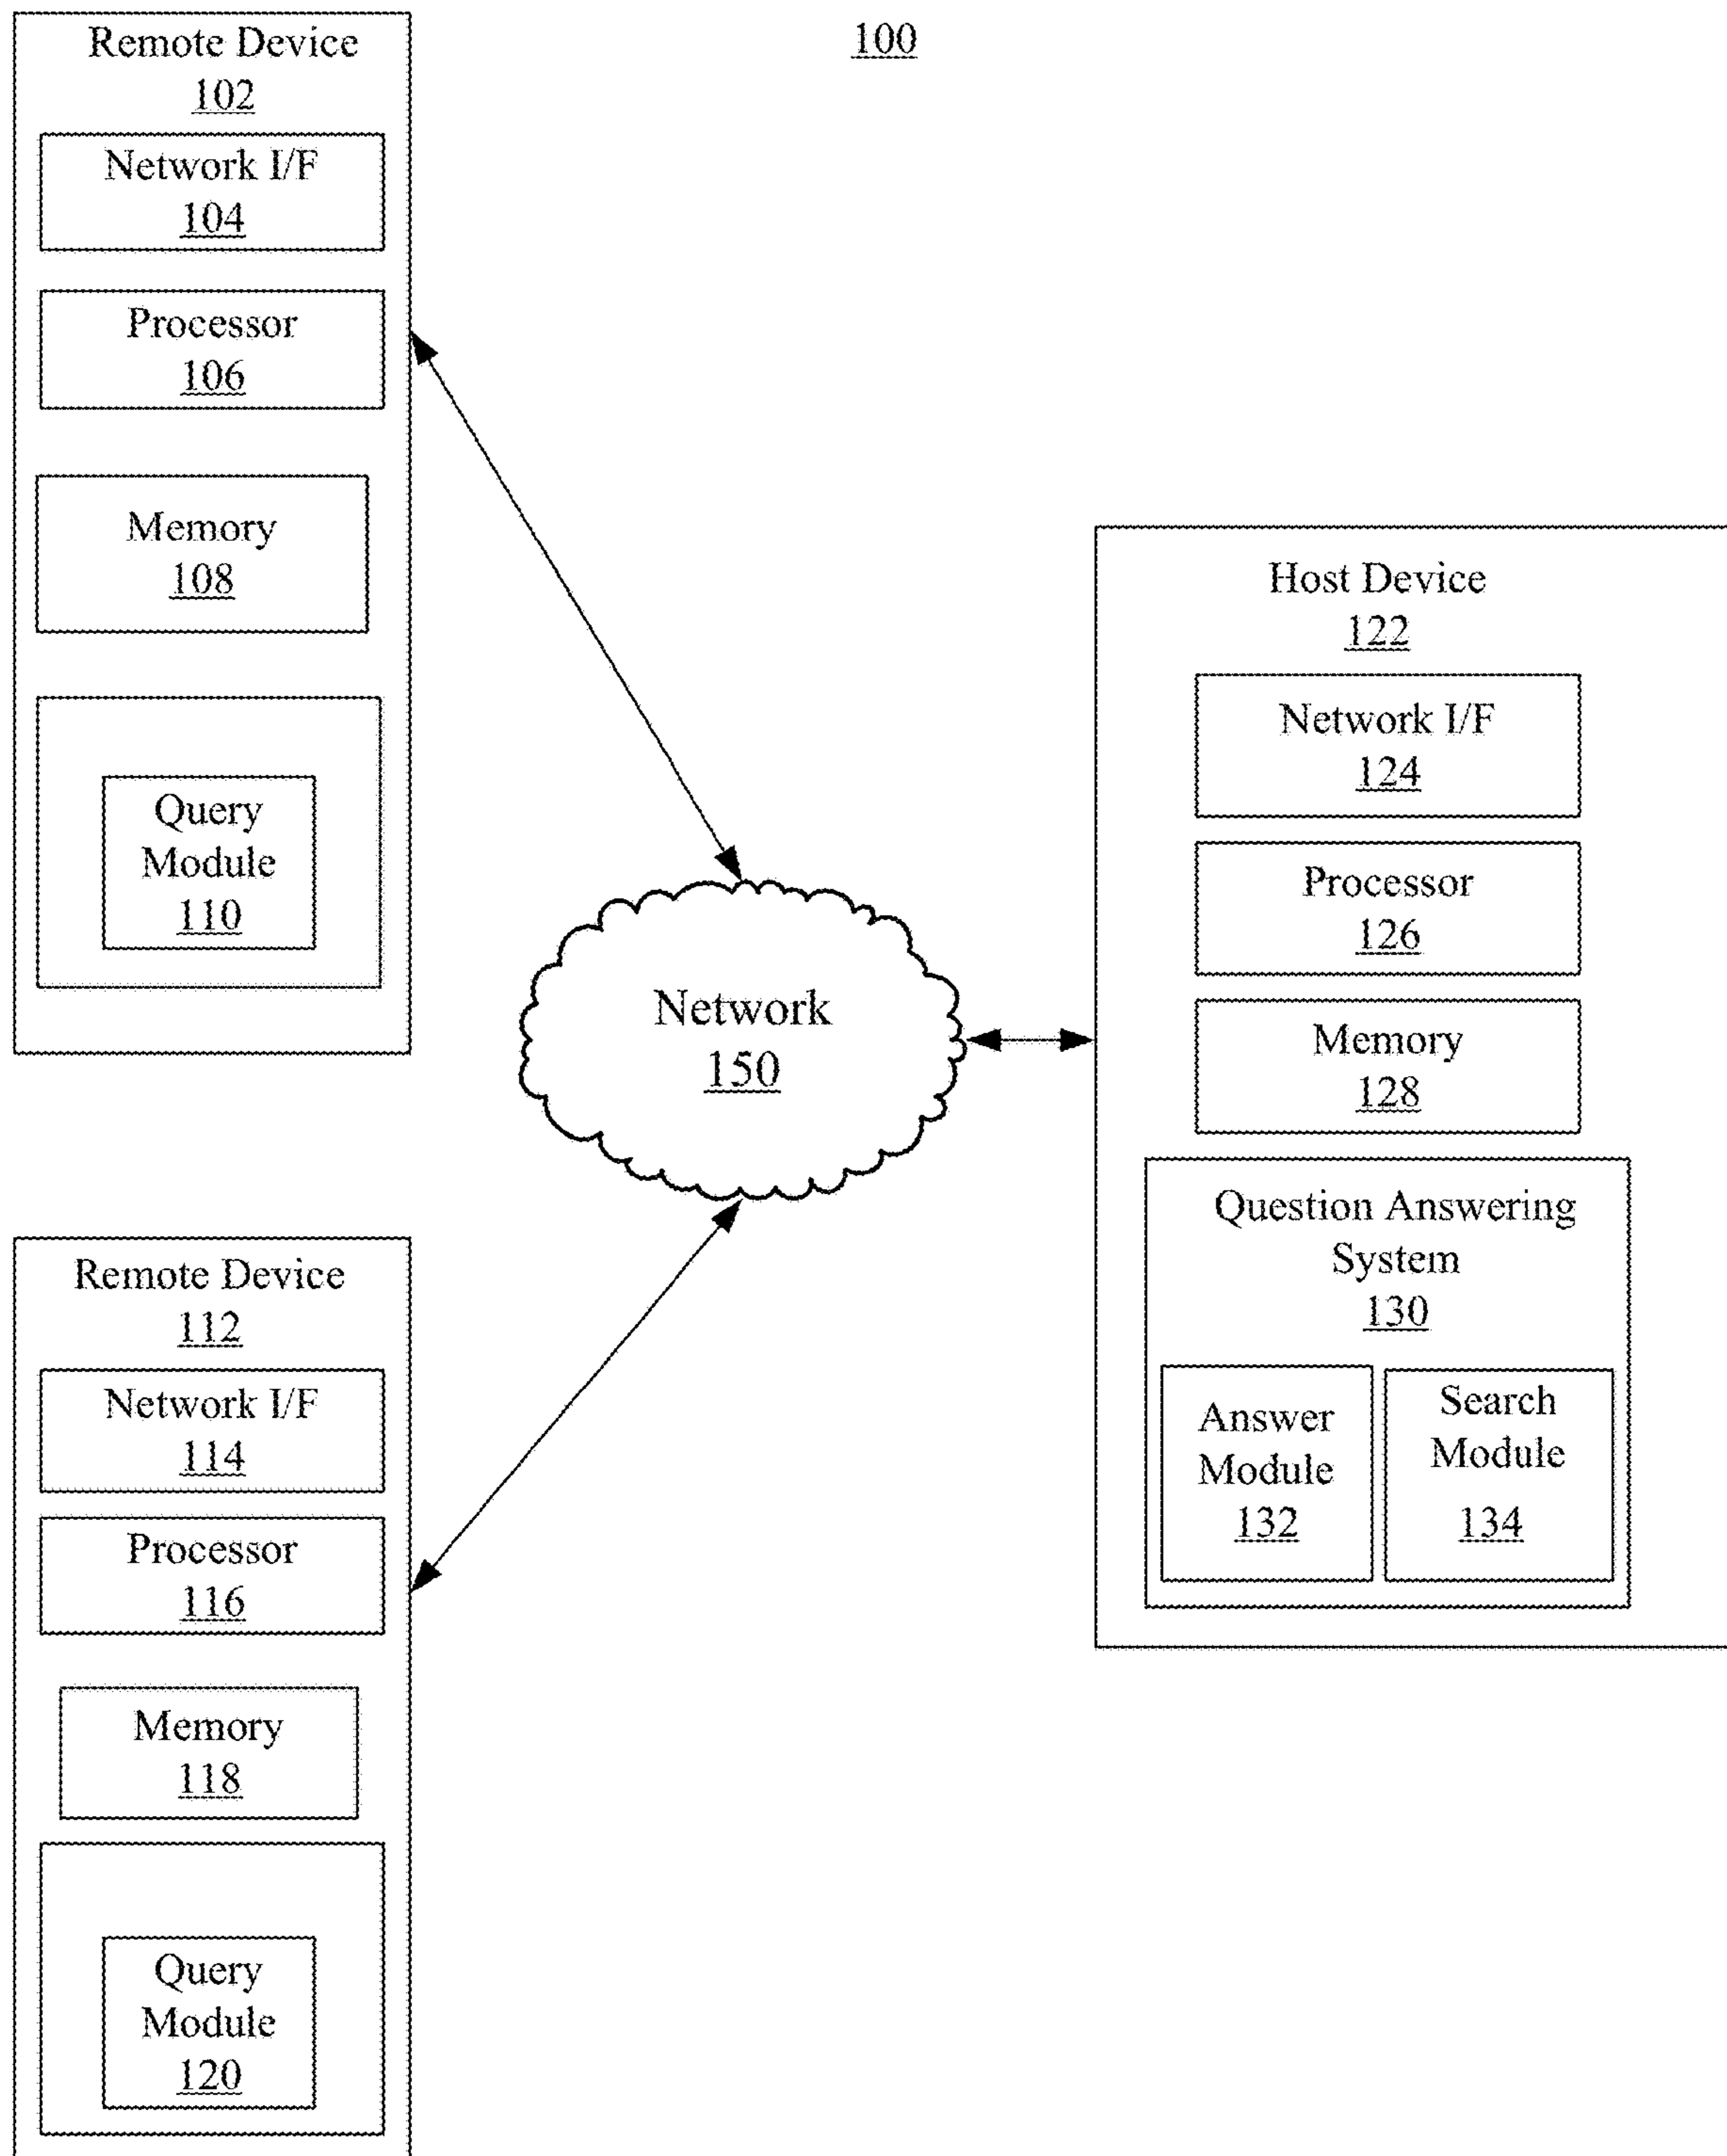 100
Remote Device
102
Network I/F
104
Processor
106
Memory
108
Query
Module
110
Network
150
Remote Device
112
Network I/F
114
Processor
116
Memory
118
Query
Module
120
Host Device
122
Network I/F
124
Processor
126
Memory
128
Question Answering
System
130
Answer
Module
132
Search
Module
134